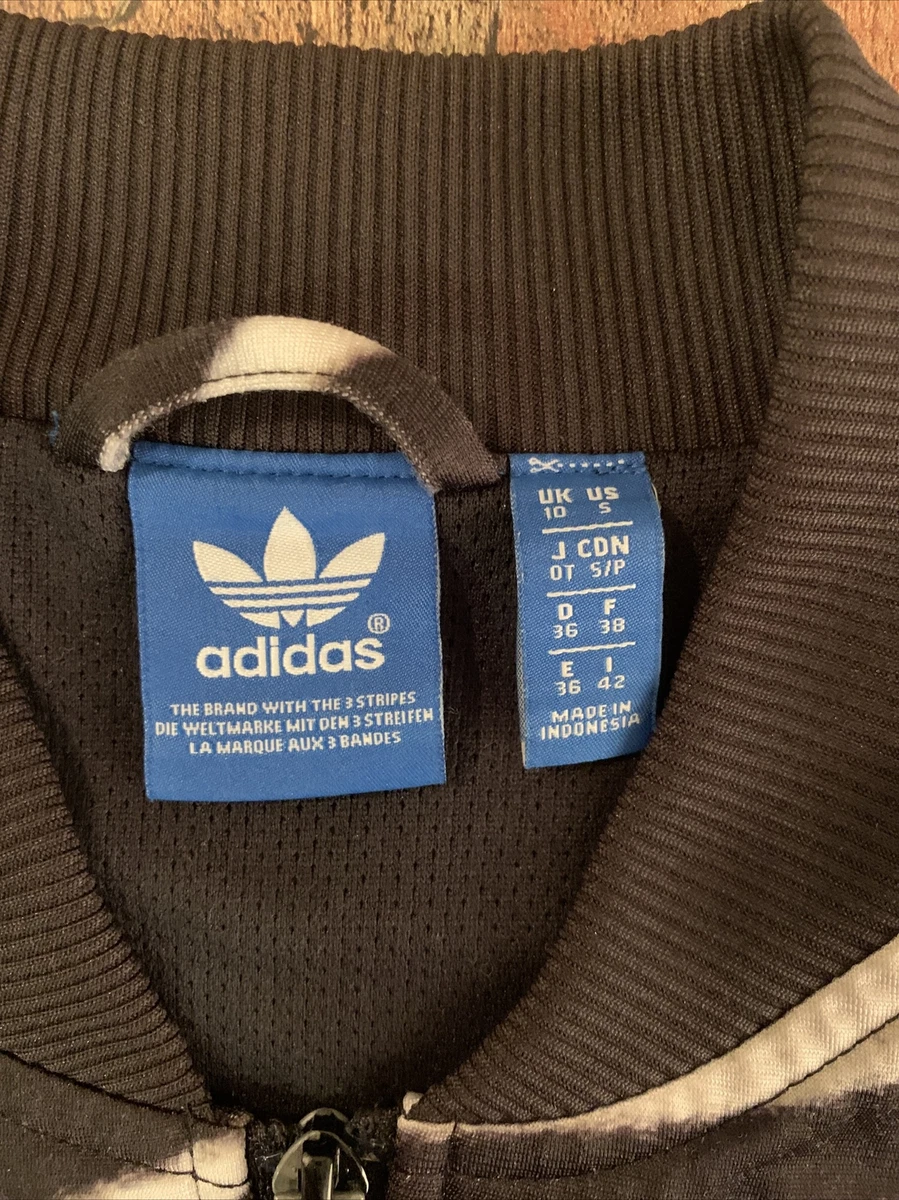 adidas®
THE BRAND WITH THE 3 STRIPES
DIE WELTMARKE MIT DEN 3 STREIFEN
LA MARQUE AUX 3 BANDES
UK US
10 S
J CDN
OT S/P
D F
36 38
E I
36 42
MADE IN
INDONESIA